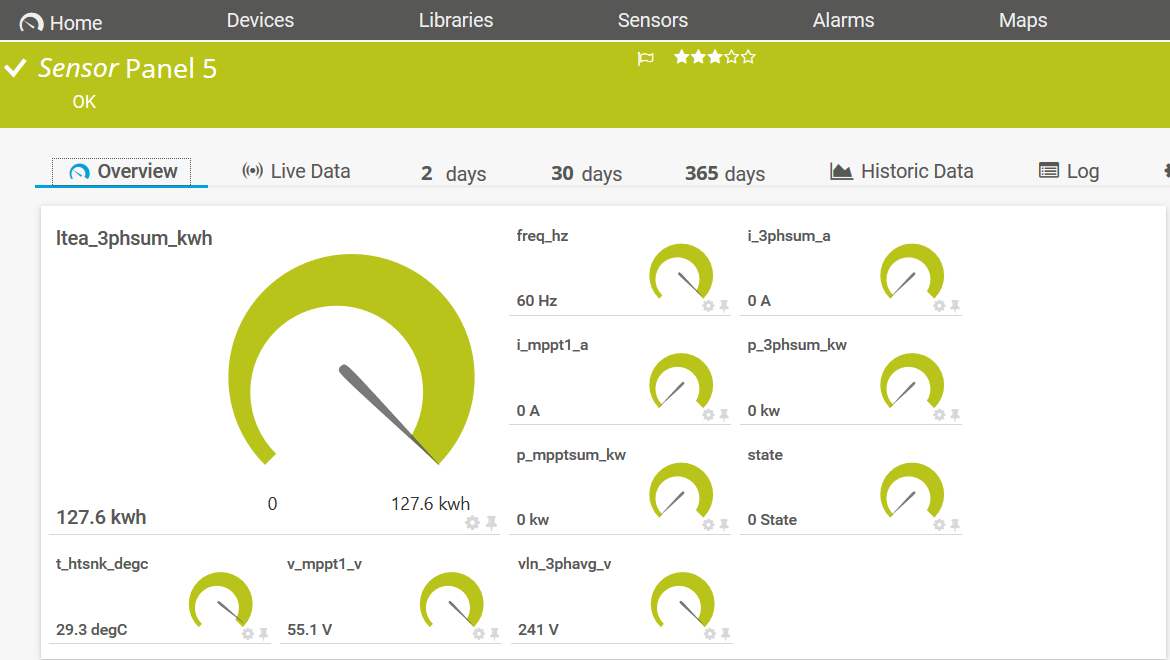 Home Devices Libraries Sensors Alarms Maps
Sensor Panel 5
OK
Overview Live Data 2 days 30 days 365 days Historic Data Log
ltea_3phsum_kwh
0 127.6 kwh
127.6 kwh
freq_hz
60 Hz
i_3phsum_a
0 A
i_mppt1_a
0 A
p_3phsum_kw
0 kw
p_mpptsum_kw
0 kw
state
0 State
t_htsnk_degc
29.3 degC
v_mppt1_v
55.1 V
vln_3phavg_v
241 V